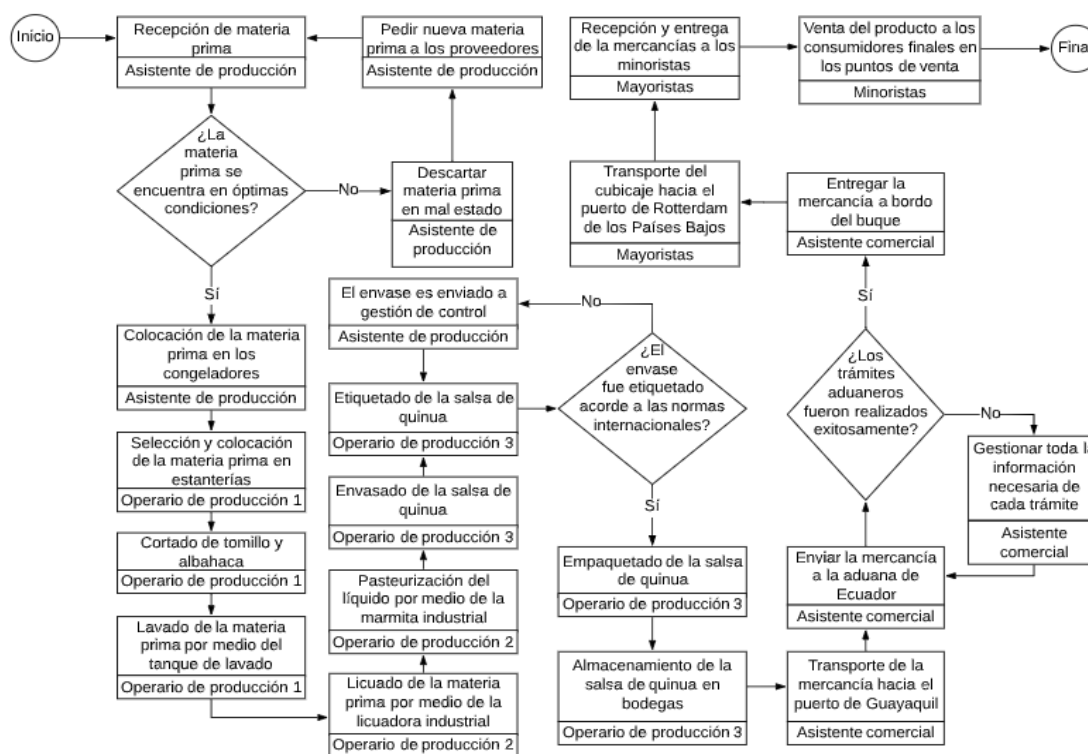 Inicio
Recepción de materia
prima
Asistente de producción
Pedir nueva materia
prima a los proveedores
Asistente de producción
¿La
materia
prima se
encuentra en óptimas
condiciones?
No
Descartar
materia prima
en mal estado
Asistente de
producción
Sí
Colocación de la materia
prima en los
congeladores
Asistente de producción
Selección y colocación
de la materia prima en
estanterías
Operario de producción 1
Cortado de tomillo y
albahaca
Operario de producción 1
Lavado de la materia
prima por medio del
tanque de lavado
Operario de producción 1
Licuado de la materia
prima por medio de la
licuadora industrial
Operario de producción 2
Pasteurización del
líquido por medio de la
marmita industrial
Operario de producción 2
Envasado de la salsa de
quinua
Operario de producción 3
Etiquetado de la salsa de
quinua
Operario de producción 3
El envase es enviado a
gestión de control
Asistente de producción
No
¿El
envase
fue etiquetado
acorde a las normas
internacionales?
Sí
Empaquetado de la salsa
de quinua
Operario de producción 3
Almacenamiento de la
salsa de quinua en
bodegas
Operario de producción 3
Transporte de la
mercancía hacia el
puerto de Guayaquil
Asistente comercial
Enviar la mercancía
a la aduana de
Ecuador
Asistente comercial
¿Los
trámites
aduaneros
fueron realizados
exitosamente?
No
Gestionar toda la
información
necesaria de
cada trámite
Asistente
comercial
Sí
Entregar la
mercancía a bordo
del buque
Asistente comercial
Transporte del
cubicaje hacia el
puerto de Rotterdam
de los Países Bajos
Mayoristas
Recepción y entrega
de la mercancías a los
minoristas
Mayoristas
Venta del producto a los
consumidores finales en
los puntos de venta
Minoristas
Fina